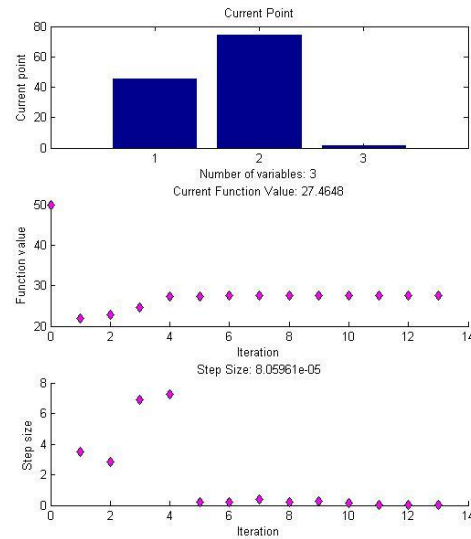 Current Point
80
60
40
20
0
Current point
1 2 3
Number of variables: 3
Current Function Value: 27.4648
50
40
30
20
Function value
0 2 4 6 8 10 12 14
Iteration
Step Size: 8.05961e-05
8
6
4
2
0
Step size
0 2 4 6 8 10 12 14
Iteration